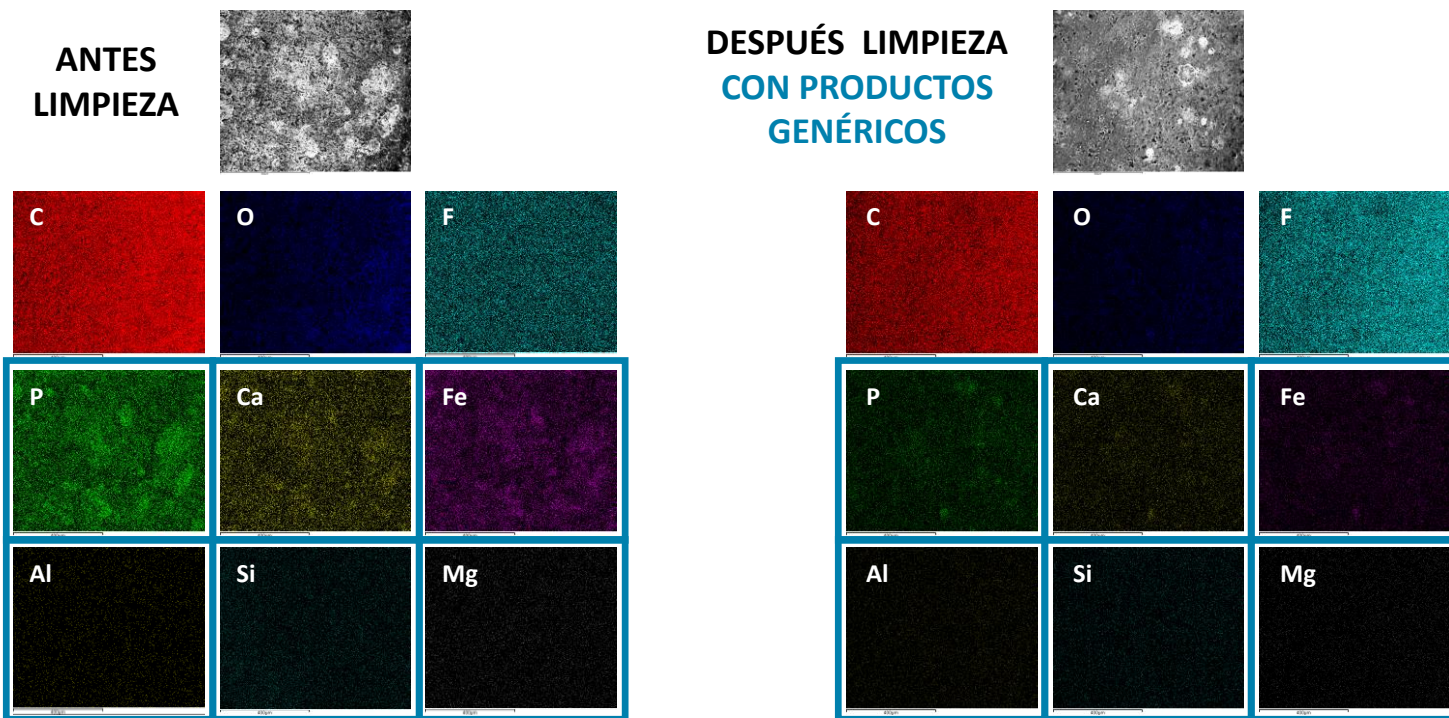 ANTES
LIMPIEZA
DESPUÉS LIMPIEZA
CON PRODUCTOS
GENÉRICOS
C
O
F
C
O
F
P
Ca
Fe
P
Ca
Fe
Al
Si
Mg
Al
Si
Mg